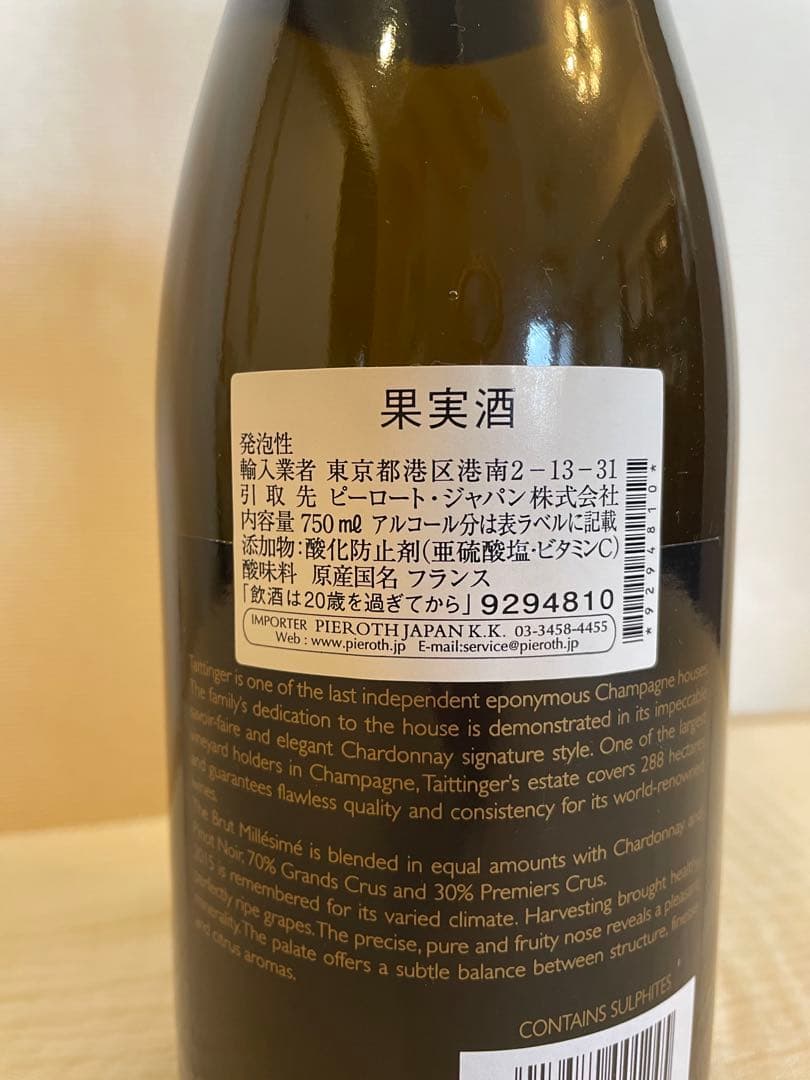 果実酒
発泡性
輸入業者 東京都港区港南2-13-31
引取先 ピーロート・ジャパン株式会社
内容量 750㎖ アルコール分は表ラベルに記載
添加物:酸化防止剤(亜硫酸塩・ビタミンC)
酸味料 原産国名 フランス
「飲酒は20歳を過ぎてから」9294810
*9294810*
IMPORTER PIEROTH JAPAN K.K. 03-3458-4455
Web : www.pieroth.jp E-mail:service@pieroth.jp
Taittinger is one of the last independent eponymous Champagne houses.
The family's dedication to the house is demonstrated in its impeccable
savoir-faire and elegant Chardonnay signature style. One of the largest
vineyard holders in Champagne, Taittinger's estate covers 288 hectares
and guarantees flawless quality and consistency for its world-renowned
wines.
The Brut Millésimé is blended in equal amounts with Chardonnay and
Pinot Noir, 70% Grands Crus and 30% Premiers Crus.
2015 is remembered for its varied climate. Harvesting brought healthy,
perfectly ripe grapes. The precise, pure and fruity nose reveals a pleasant
minerality. The palate offers a subtle balance between structure, finesse
and citrus aromas.
CONTAINS SULPHITES